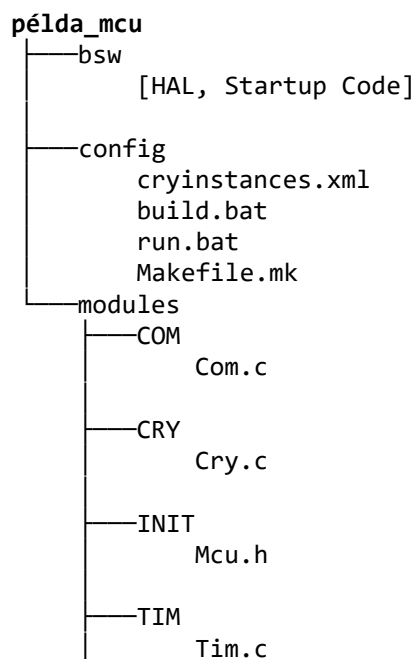 példa_mcu
bsw
[HAL, Startup Code]
config
cryinstances.xml
build.bat
run.bat
Makefile.mk
modules
COM
Com.c
CRY
Cry.c
INIT
Mcu.h
TIM
Tim.c